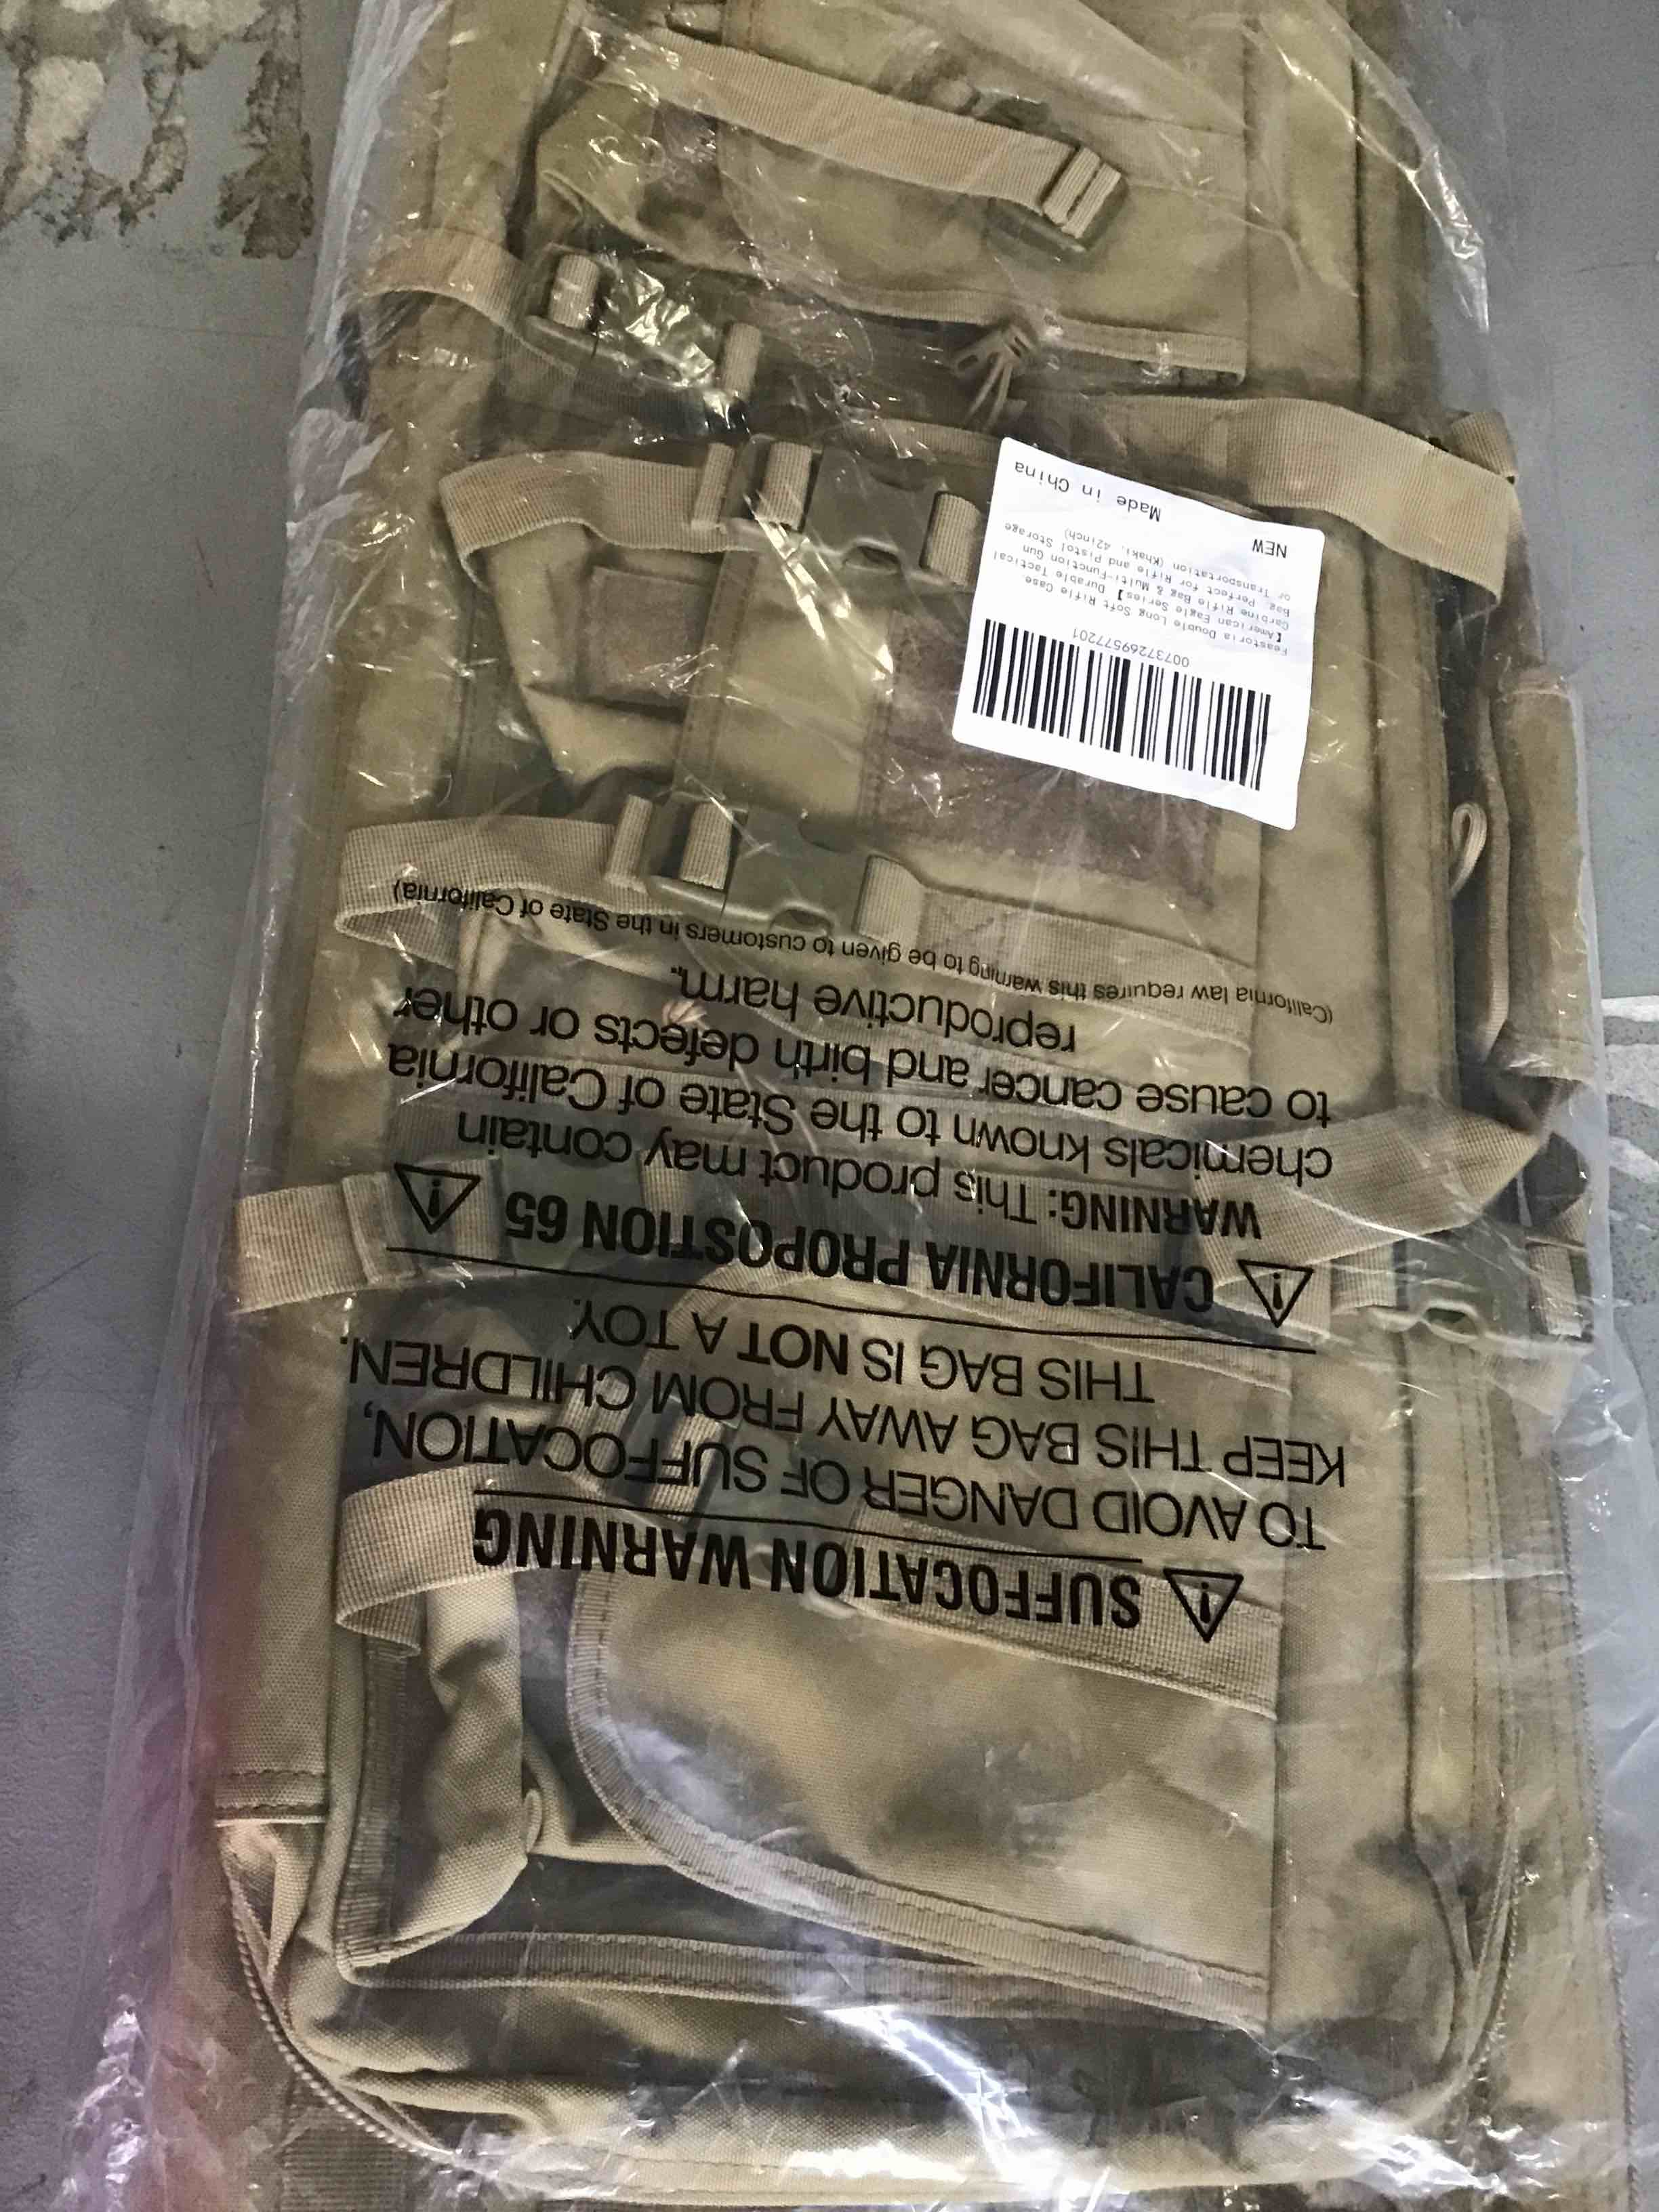 SUFFOCATION WARNING
TO AVOID DANGER OF SUFFOCATION,
KEEP THIS BAG AWAY FROM CHILDREN.
THIS BAG IS NOT A TOY.
CALIFORNIA PROPOSTION 65
WARNING: This product may contain
chemicals known to the State of California
to cause cancer and birth defects or other
reproductive harm.
(California law requires this warning to be given to customers in the State of California)
007372699577201
Feastoria Double Long Soft Rifle Case
【American Eagle Series】 Durable Tactical
Carbine Rifle Bag & Multi-Function Gun
Bag, Perfect for Rifle and Pistol Storage
or Transportation (Khaki, 42inch)
NEW
Made in China